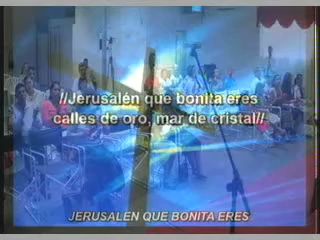 //Jerusalén que bonita eres
calles de oro, mar de cristal//
JERUSALEN QUE BONITA ERES